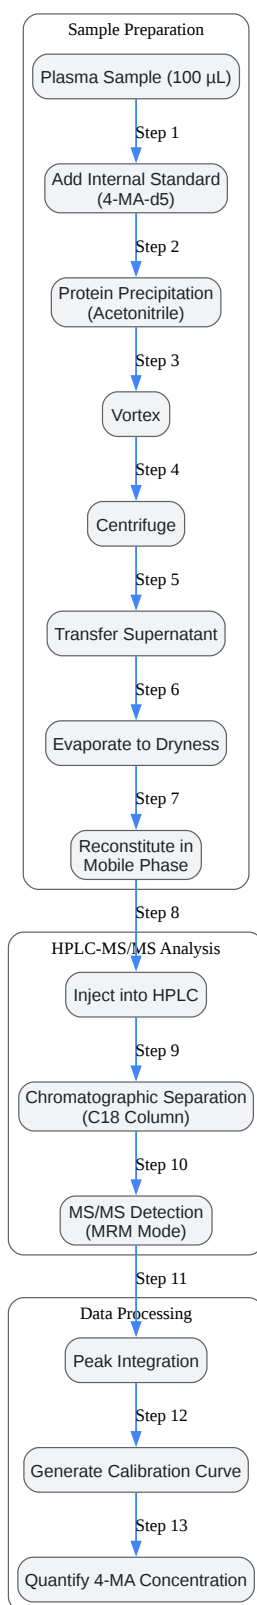 Sample Preparation
Plasma Sample (100 µL)
Step 1
Add Internal Standard
(4-MA-d5)
Step 2
Protein Precipitation
(Acetonitrile)
Step 3
Vortex
Step 4
Centrifuge
Step 5
Transfer Supernatant
Step 6
Evaporate to Dryness
Step 7
Reconstitute in
Mobile Phase
Step 8
HPLC-MS/MS Analysis
Inject into HPLC
Step 9
Chromatographic Separation
(C18 Column)
Step 10
MS/MS Detection
(MRM Mode)
Step 11
Data Processing
Peak Integration
Step 12
Generate Calibration Curve
Step 13
Quantify 4-MA Concentration